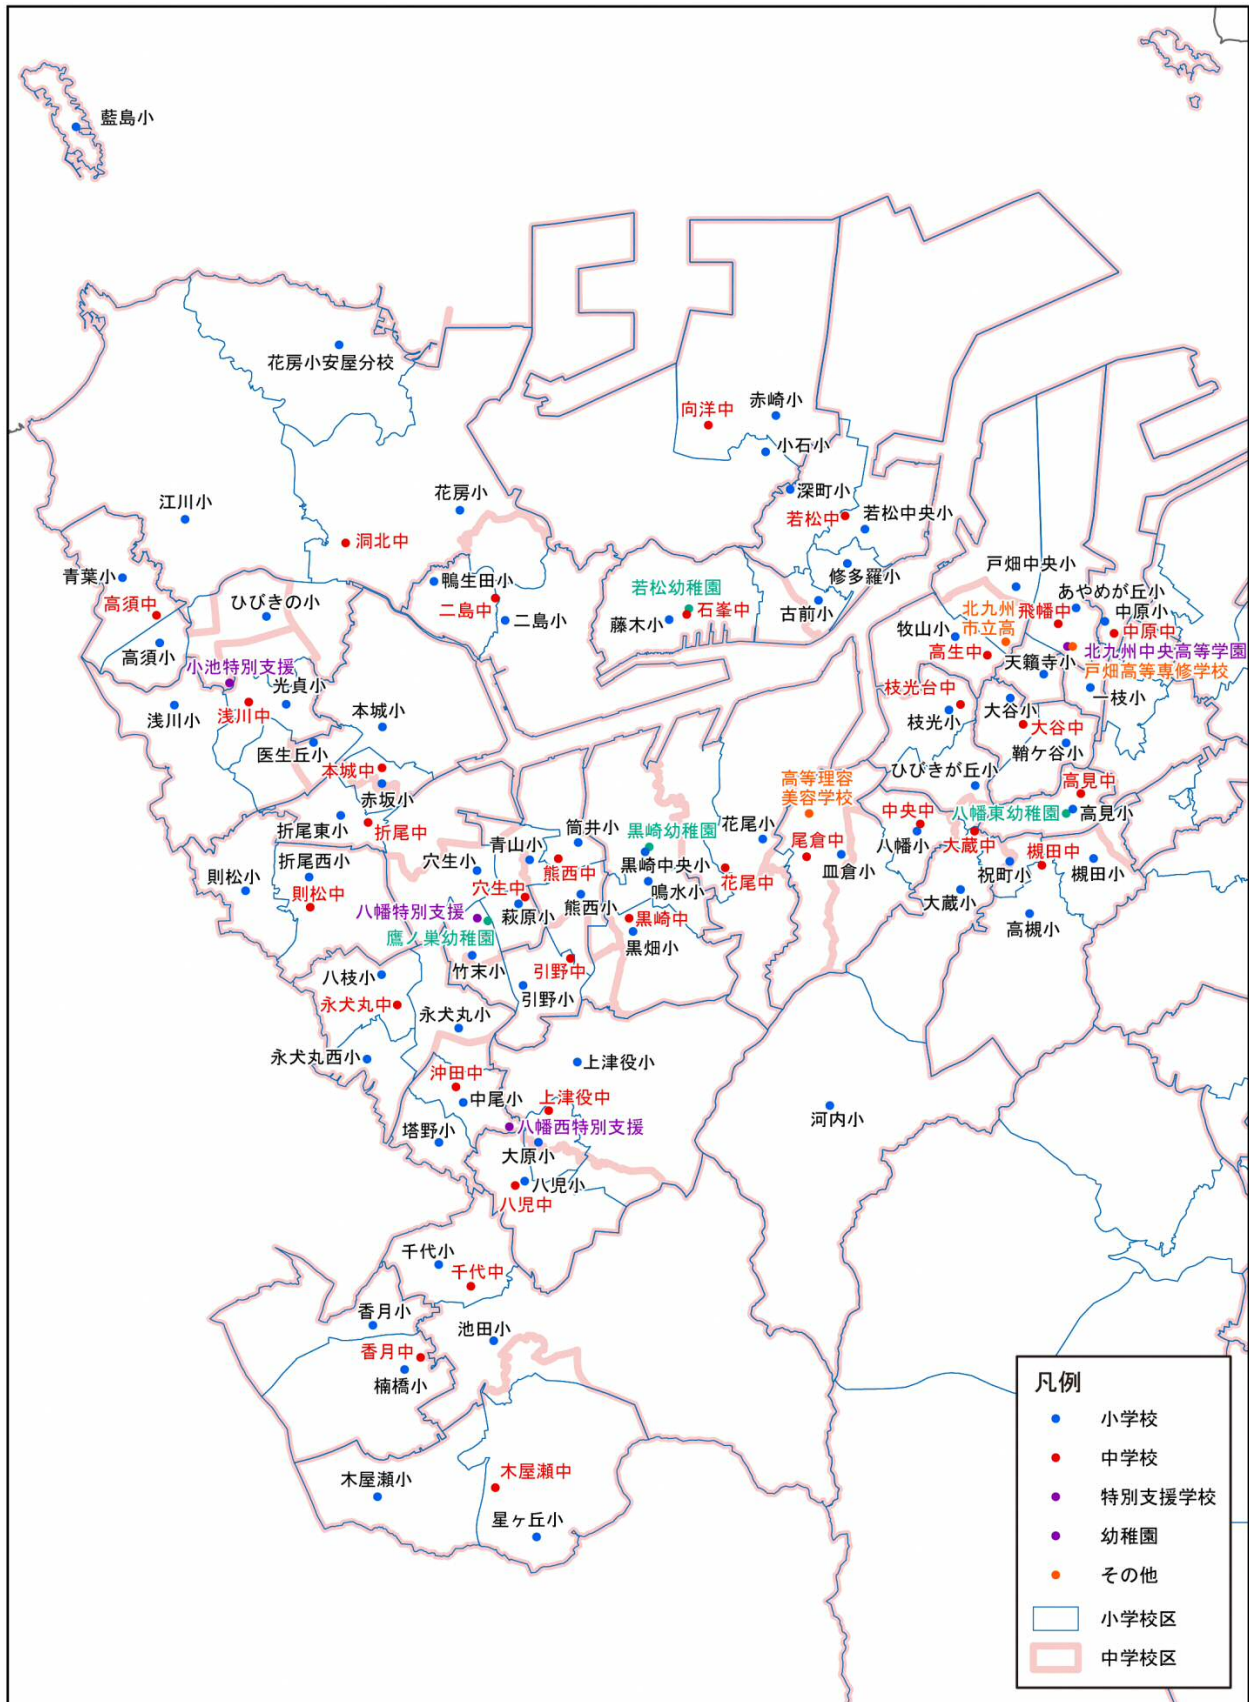 藍島小
花房小安屋分校
向洋中
赤崎小
小石小
深町小
若松中
若松中央小
江川小
花房小
洞北中
青葉小
高須中
ひびきの小
鴨生田小
二島中
二島小
若松幼稚園
藤木小
石峯中
修多羅小
古前小
戸畑中央小
あやめが丘小
北九州
市立高
飛幡中
中原小
中原中
牧山小
高生中
天籟寺小
北九州中央高等学園
戸畑高等専修学校
一枝小
高須小
小池特別支援
光貞小
浅川小
浅川中
本城小
医生丘小
本城中
赤坂小
折尾東小
折尾中
枝光台中
枝光小
大谷小
大谷中
鞘ケ谷小
ひびきが丘小
高見中
八幡東幼稚園
高見小
高等理容
美容学校
中央中
八幡小
大蔵中
尾倉中
皿倉小
祝町小
槻田中
槻田小
大蔵小
高槻小
筒井小
青山小
熊西中
黒崎幼稚園
黒崎中央小
花尾小
花尾中
鳴水小
折尾西小
則松小
則松中
穴生小
穴生中
萩原小
熊西小
黒崎中
黒畑小
八幡特別支援
鷹ノ巣幼稚園
竹末小
引野中
引野小
八枝小
永犬丸中
永犬丸小
永犬丸西小
上津役小
沖田中
中尾小
上津役中
河内小
八幡西特別支援
塔野小
大原小
八児小
八児中
千代小
千代中
香月小
池田小
香月中
楠橋小
木屋瀬小
木屋瀬中
星ヶ丘小
凡例
小学校
中学校
特別支援学校
幼稚園
その他
小学校区
中学校区